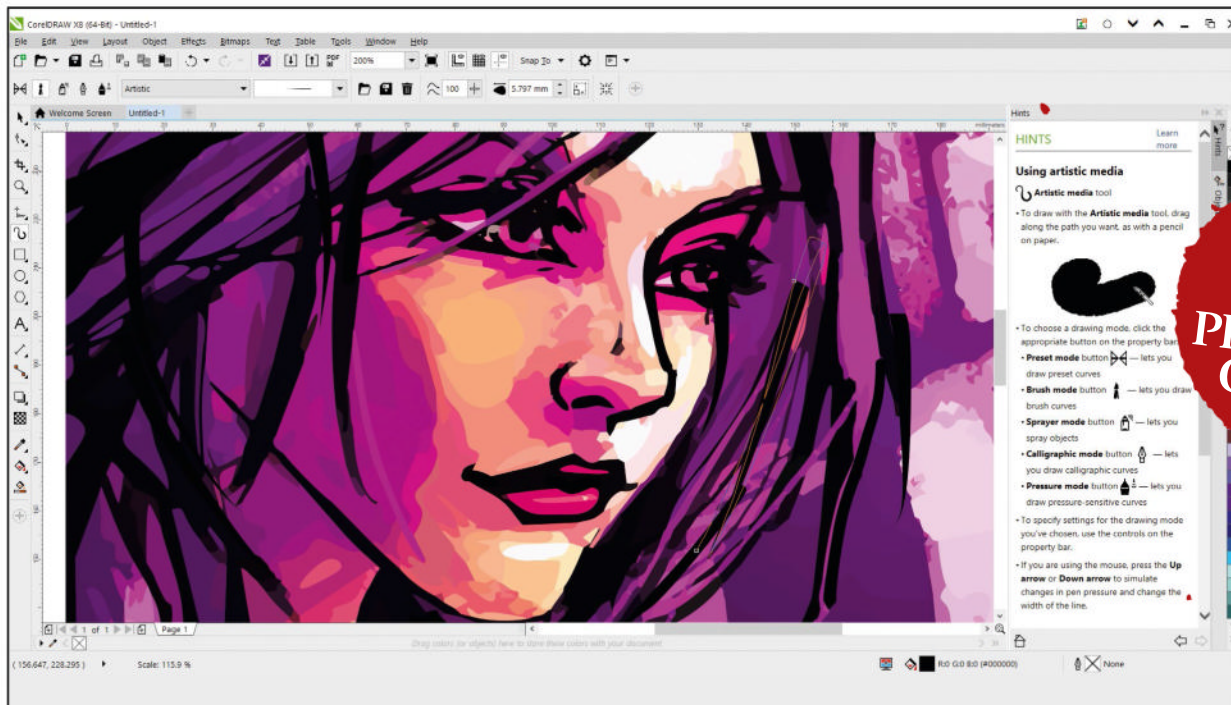 CorelDRAW X8 (64-Bit) - Untitled-1
File Edit View Layout Object Effects Bitmaps Text Table Tools Window Help
PDF 200% Snap To
Artistic 100 5.797 mm
Welcome Screen Untitled-1
millimeters
Hints
HINTS
Learn
more
Using artistic media
Artistic media tool
• To draw with the Artistic media tool, drag
along the path you want, as with a pencil
on paper.
• To choose a drawing mode, click the
appropriate button on the property bar.
• Preset mode button — lets you
draw preset curves
• Brush mode button — lets you draw
brush curves
• Sprayer mode button — lets you
spray objects
• Calligraphic mode button — lets
you draw calligraphic curves
• Pressure mode button — lets you
draw pressure-sensitive curves
• To specify settings for the drawing mode
you've chosen, use the controls on the
property bar.
• If you are using the mouse, press the Up
arrow or Down arrow to simulate
changes in pen pressure and change the
width of the line.
Hints
1 of 1 Page 1
Drag colors (or objects) here to store these colors with your document
( 156.647, 228.295 ) Scale: 115.9 % R:0 G:0 B:0 (#000000) None